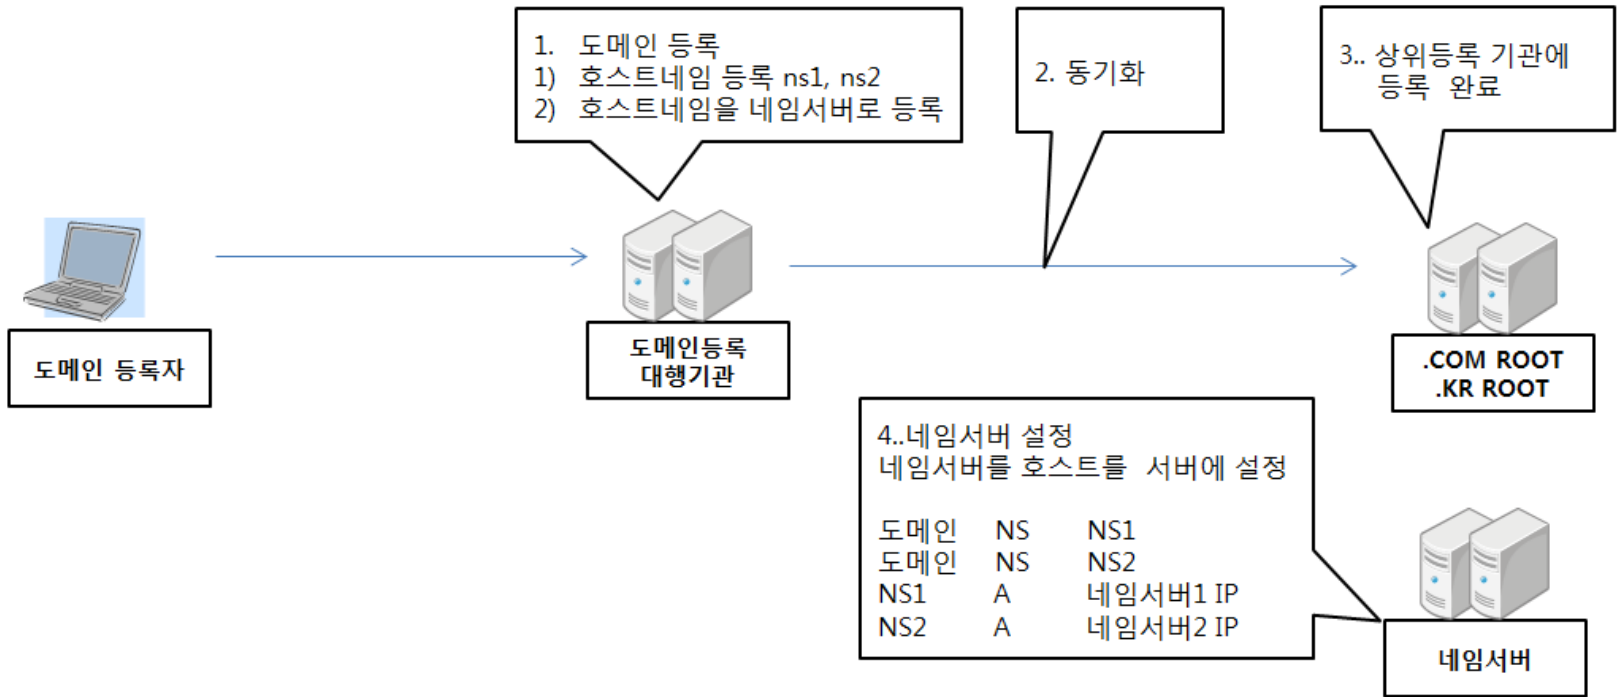 1. 도메인 등록
1) 호스트네임 등록 ns1, ns2
2) 호스트네임을 네임서버로 등록
2. 동기화
3.. 상위등록 기관에
등록 완료
도메인 등록자
도메인등록
대행기관
.COM ROOT
.KR ROOT
4..네임서버 설정
네임서버를 호스트를 서버에 설정
도메인 NS NS1
도메인 NS NS2
NS1 A 네임서버1 IP
NS2 A 네임서버2 IP
네임서버